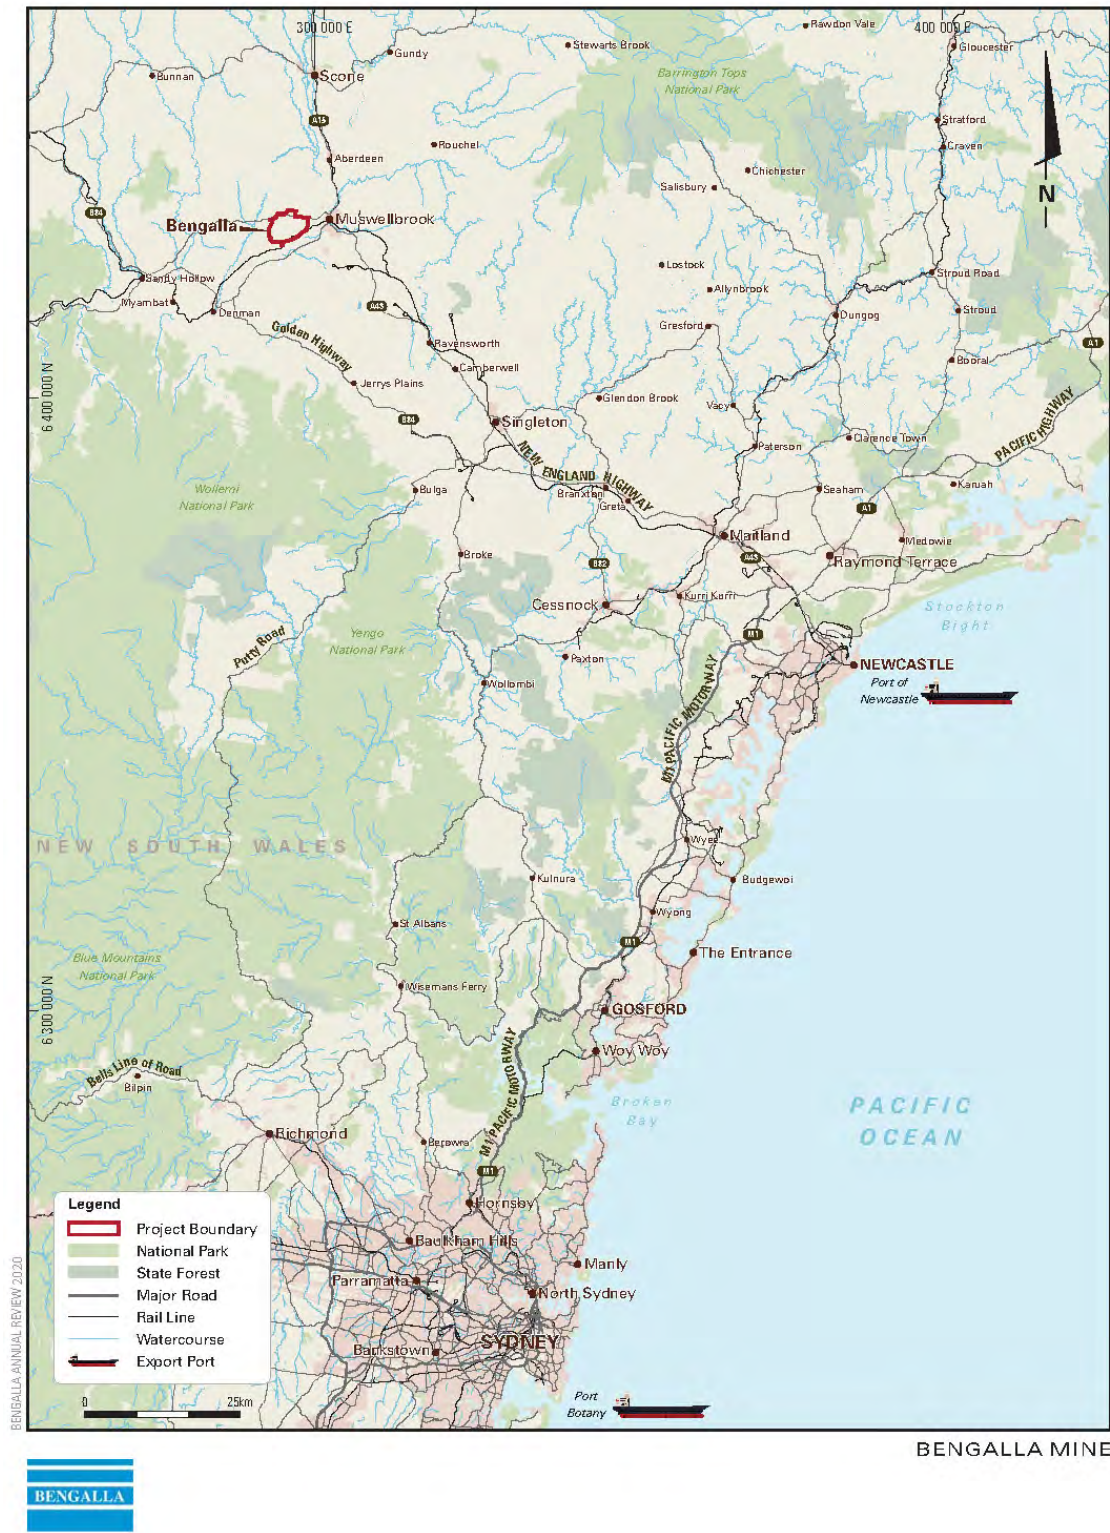 300 000 E
400 000 E
Rawdon Vale
Stewarts Brook
Gloucester
Gundy
Bunnan
Scone
Barrington Tops
National Park
A15
Stratford
Craven
Rouchel
Aberdeen
Chichester
Salisbury
N
B84
Bengalla
Muswellbrook
Lostock
Stroud Road
Sandy Hollow
Allynbrook
Myambat
A43
Denman
Dungog
Stroud
Gresford
Golden Highway
Ravensworth
A1
Booral
Camberwell
Jerrys Plains
6 400 000 N
Glendon Brook
Vacy
B84
Singleton
PACIFIC HIGHWAY
Clarence Town
Paterson
NEW ENGLAND HIGHWAY
Wollemi
National Park
Bulga
Branxton
Greta
Seaham
Karuah
A1
Maitland
Medowie
Broke
B82
A43
Raymond Terrace
Cessnock
Kurri Kurri
Stockton
Bight
Putty Road
Yengo
National Park
M1
Paxton
NEWCASTLE
Port of
Newcastle
Wollombi
M1 PACIFIC MOTORWAY
NEW SOUTH WALES
Wyee
Kulnura
Budgewoi
Wyong
St Albans
M1
The Entrance
Blue Mountains
National Park
Wisemans Ferry
6 300 000 N
GOSFORD
M1 PACIFIC MOTORWAY
Woy Woy
Bells Line of Road
Bilpin
Broken
Bay
PACIFIC
OCEAN
Richmond
Berowra
M1
Hornsby
Legend
Project Boundary
National Park
State Forest
Major Road
Rail Line
Watercourse
Export Port
Baulkham Hills
Manly
Parramatta
North Sydney
SYDNEY
Bankstown
0
25km
Port
Botany
BENGALLA ANNUAL REVIEW 2020
BENGALLA MINE
BENGALLA